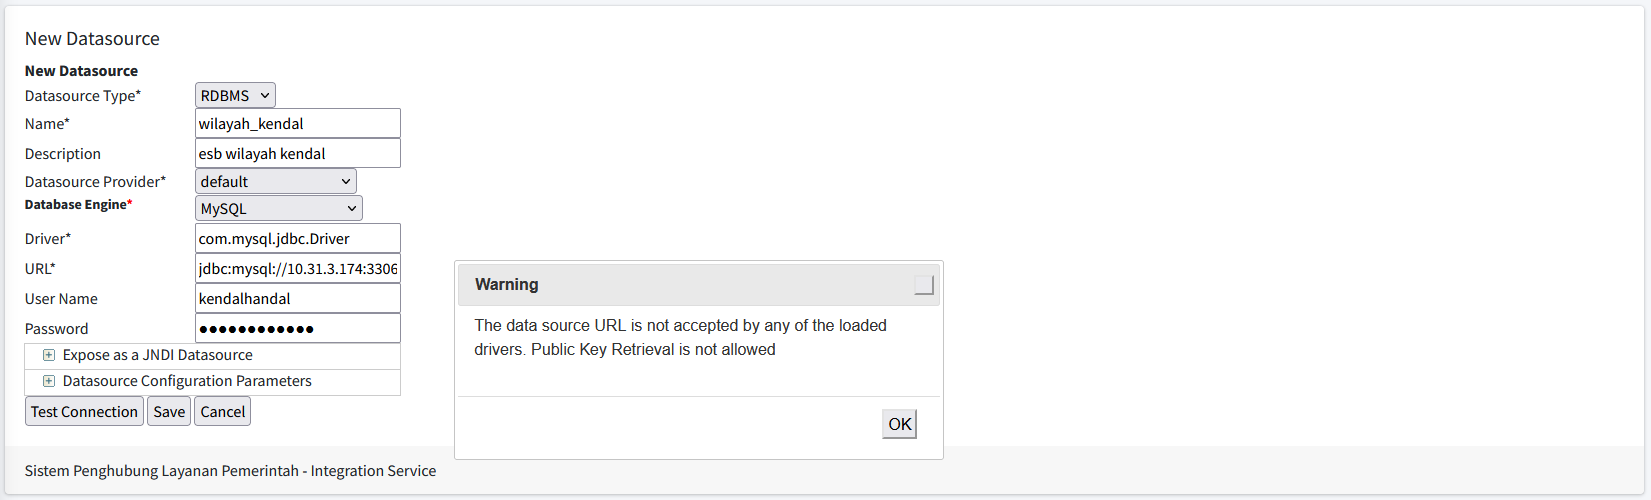 New Datasource
New Datasource
Datasource Type* RDBMS
Name* wilayah_kendal
Description esb wilayah kendal
Datasource Provider* default
Database Engine* MySQL
Driver* com.mysql.jdbc.Driver
URL* jdbc:mysql://10.31.3.174:3306
User Name kendalhandal
Password ●●●●●●●●●●●●
Expose as a JNDI Datasource
Datasource Configuration Parameters
Test Connection Save Cancel
Warning
The data source URL is not accepted by any of the loaded
drivers. Public Key Retrieval is not allowed
OK
Sistem Penghubung Layanan Pemerintah - Integration Service